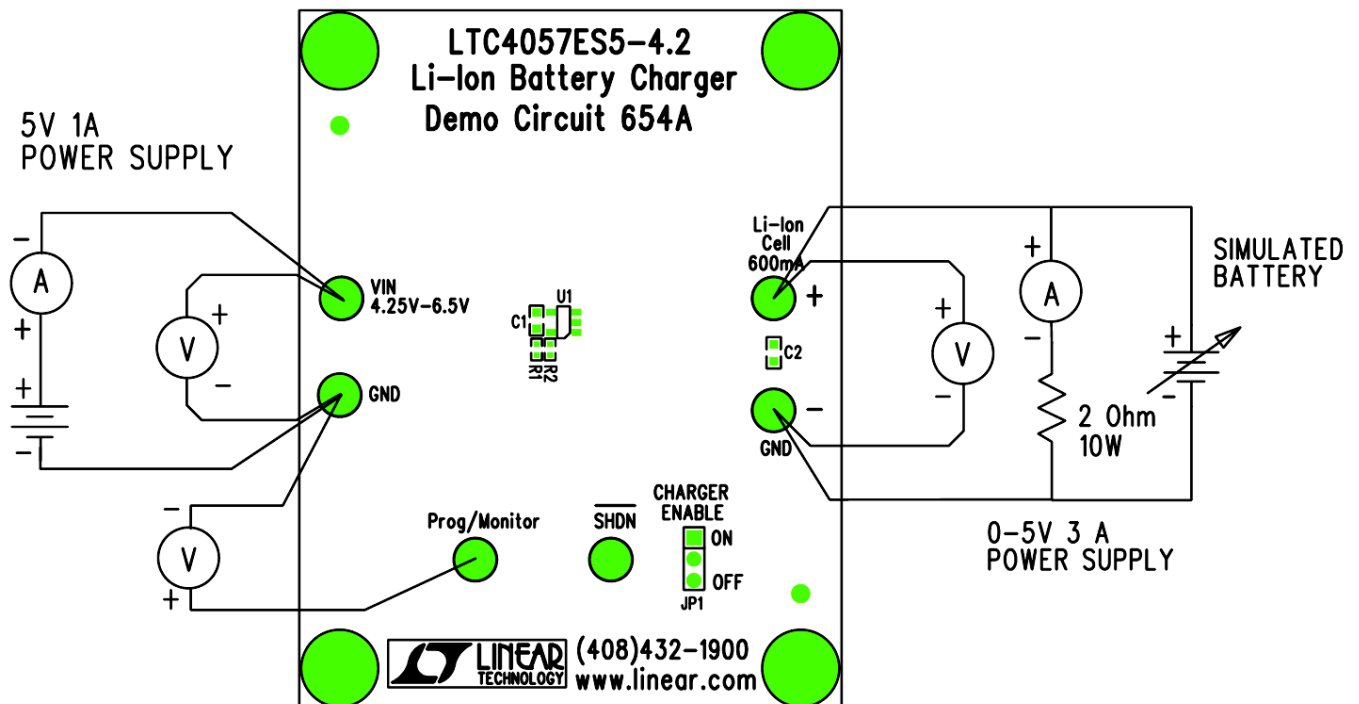 LTC4057ES5-4.2
Li-Ion Battery Charger
Demo Circuit 654A
5V 1A
POWER SUPPLY
-
A
+
+
-
+
V
-
VIN
4.25V-6.5V
GND
C1
U1
R1
R2
Li-Ion
Cell
600mA
+
C2
-
GND
+
V
-
+
A
-
2 Ohm
10W
SIMULATED
BATTERY
+
-
0-5V 3 A
POWER SUPPLY
-
V
+
Prog/Monitor
SHDN
CHARGER
ENABLE
ON
OFF
JP1
LINEAR
TECHNOLOGY
(408)432-1900
www.linear.com